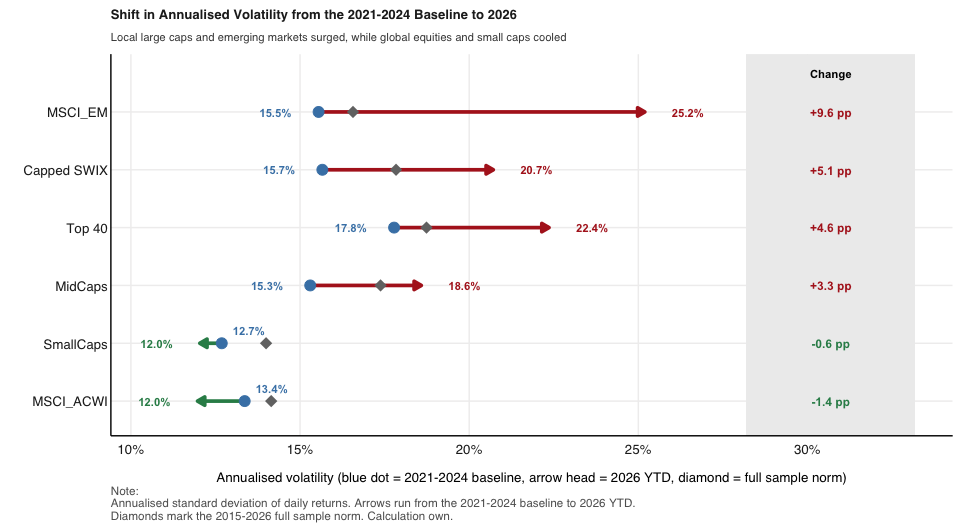 Shift in Annualised Volatility from the 2021-2024 Baseline to 2026
Local large caps and emerging markets surged, while global equities and small caps cooled
Change
MSCI_EM 15.5% 25.2% +9.6 pp
Capped SWIX 15.7% 20.7% +5.1 pp
Top 40 17.8% 22.4% +4.6 pp
MidCaps 15.3% 18.6% +3.3 pp
SmallCaps 12.0% 12.7% -0.6 pp
MSCI_ACWI 12.0% 13.4% -1.4 pp
10% 15% 20% 25% 30%
Annualised volatility (blue dot = 2021-2024 baseline, arrow head = 2026 YTD, diamond = full sample norm)
Note:
Annualised standard deviation of daily returns. Arrows run from the 2021-2024 baseline to 2026 YTD.
Diamonds mark the 2015-2026 full sample norm. Calculation own.